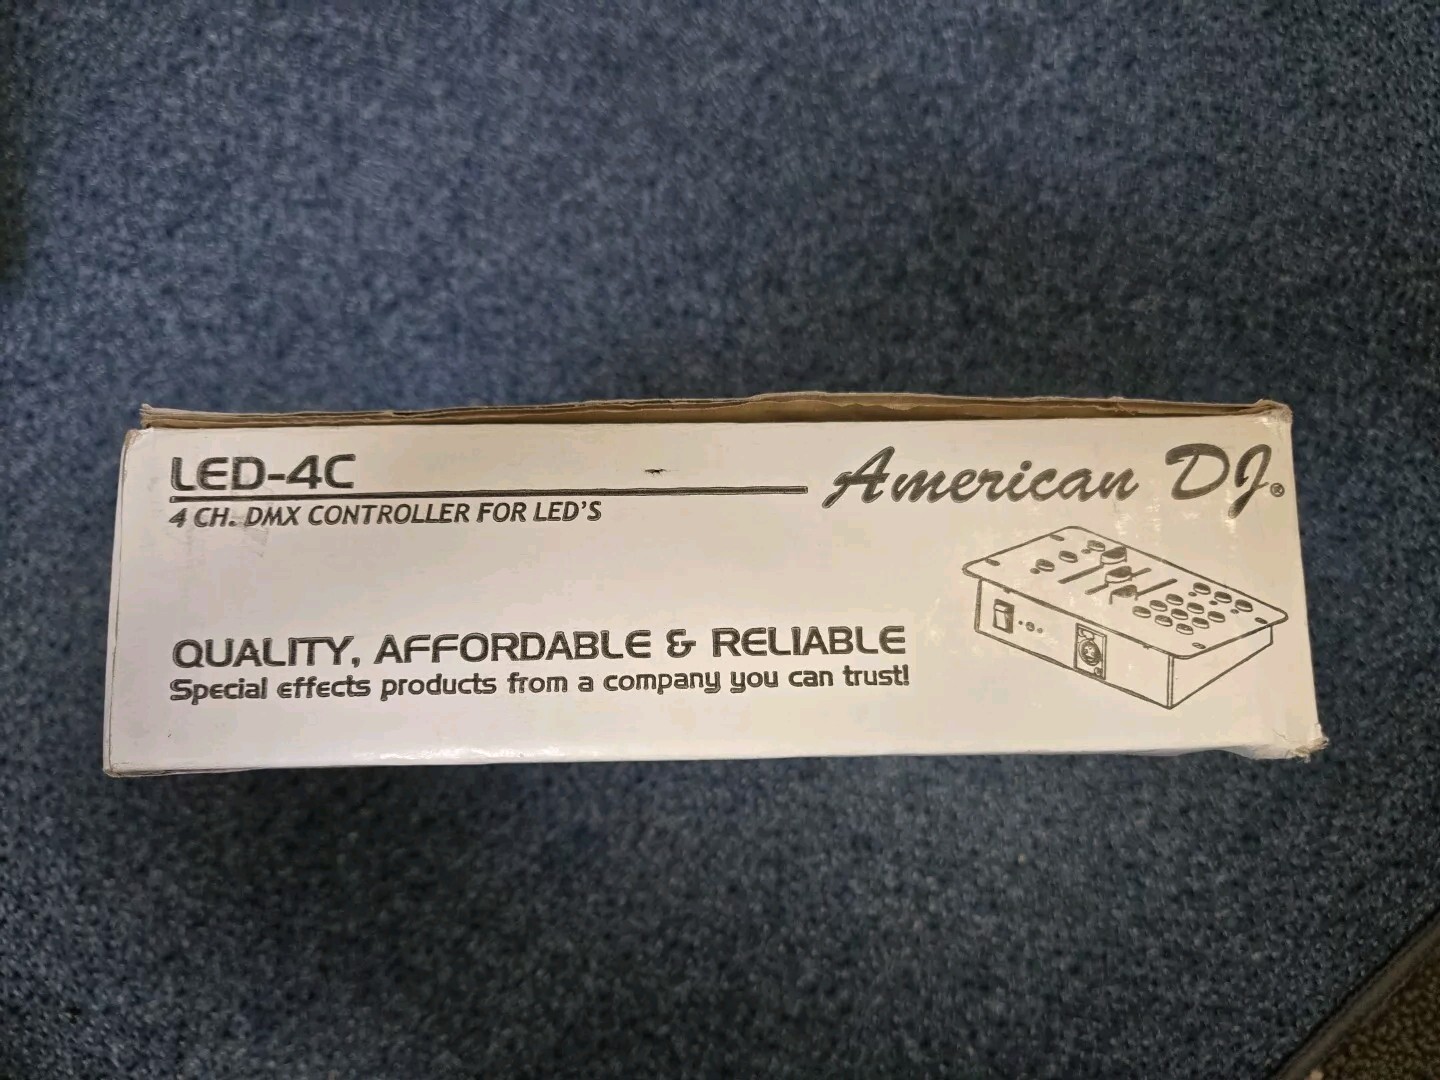 LED-4C
American DJ®
4 CH. DMX CONTROLLER FOR LED'S
QUALITY, AFFORDABLE & RELIABLE
Special effects products from a company you can trust!